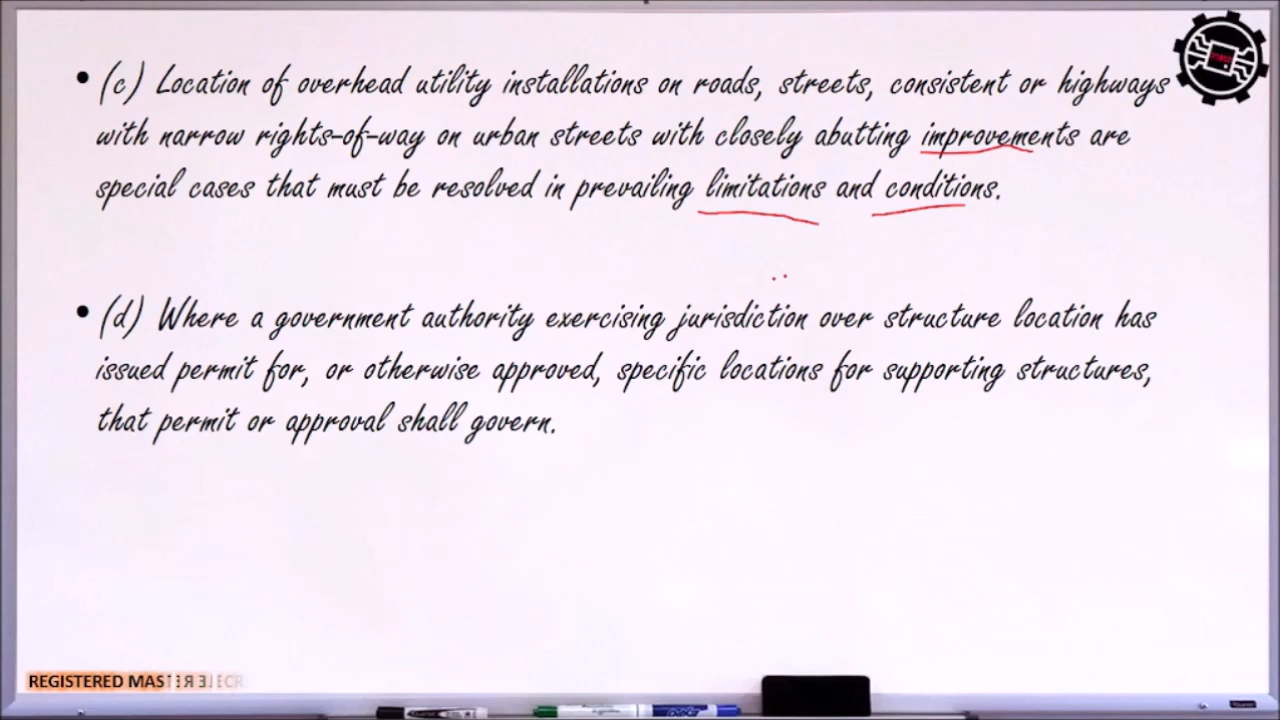 • (c) Location of overhead utility installations on roads, streets, consistent or highways
with narrow rights-of-way on urban streets with closely abutting improvements are
special cases that must be resolved in prevailing limitations and conditions.
• (d) Where a government authority exercising jurisdiction over structure location has
issued permit for, or otherwise approved, specific locations for supporting structures,
that permit or approval shall govern.
REGISTERED